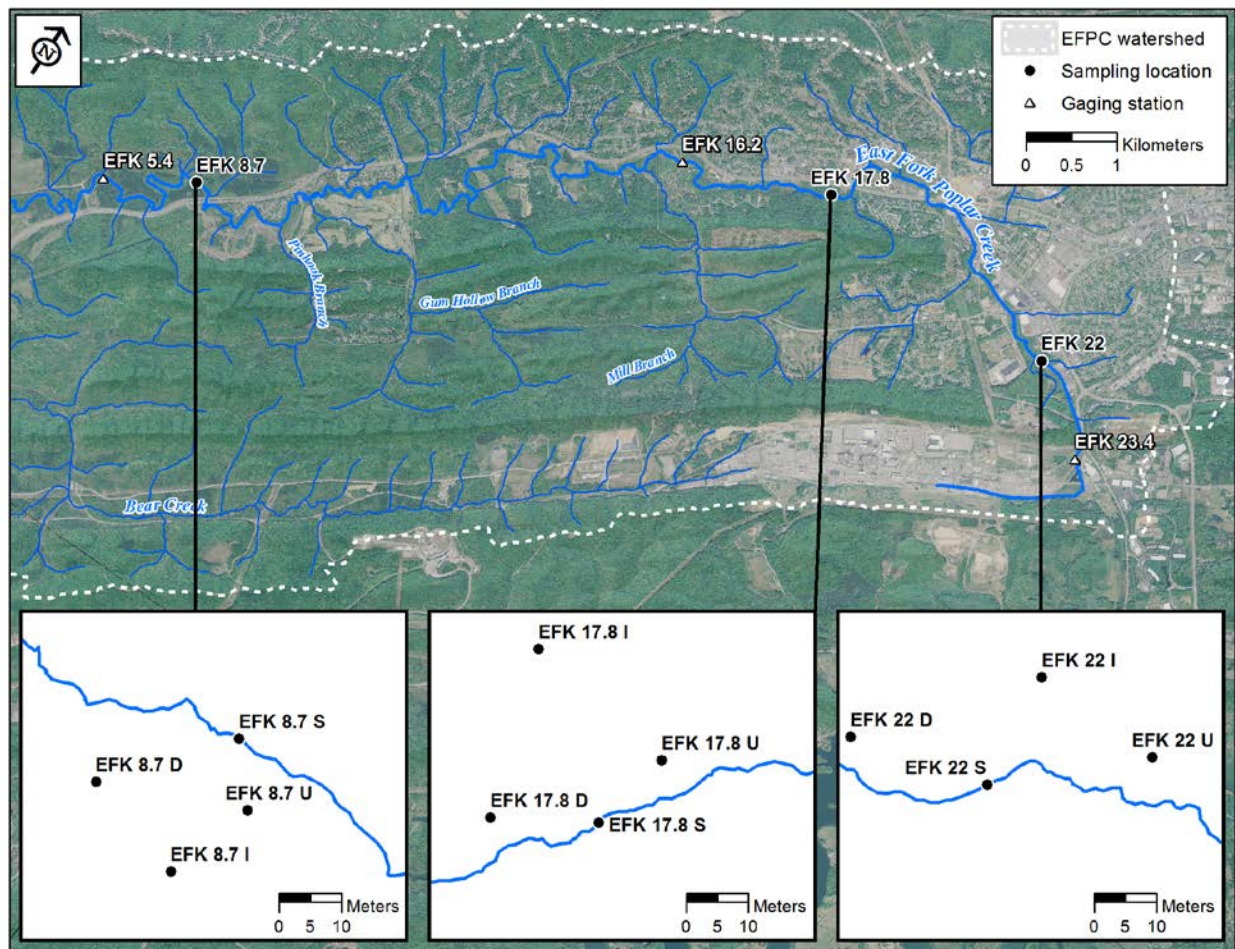 N
EFPC watershed
Sampling location
Gaging station
0 0.5 1 Kilometers
EFK 5.4
EFK 8.7
EFK 16.2
EFK 17.8
East Fork Poplar Creek
Pinhook Branch
Gum Hollow Branch
Mill Branch
EFK 22
EFK 23.4
Bear Creek
EFK 8.7 S
EFK 8.7 D
EFK 8.7 U
EFK 8.7 I
Meters
0 5 10
EFK 17.8 I
EFK 17.8 U
EFK 17.8 D
EFK 17.8 S
Meters
0 5 10
EFK 22 I
EFK 22 D
EFK 22 U
EFK 22 S
Meters
0 5 10